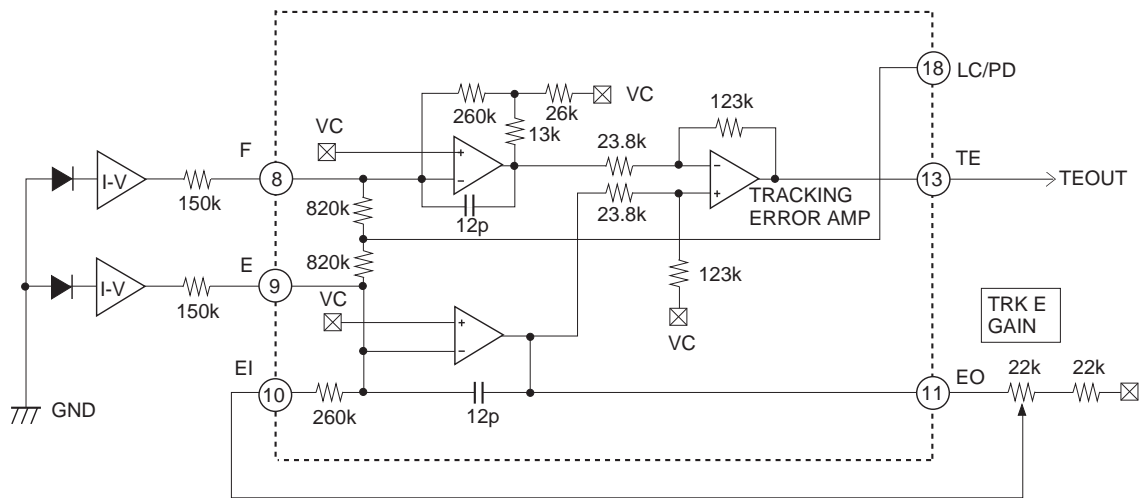 18
LC/PD
260k
26k
VC
13k
123k
VC
F
23.8k
TE
I-V
150k
8
13
TEOUT
12p
23.8k
TRACKING
ERROR AMP
820k
820k
E
123k
I-V
150k
9
VC
VC
TRK E
GAIN
EI
10
260k
12p
11
EO
22k
22k
GND